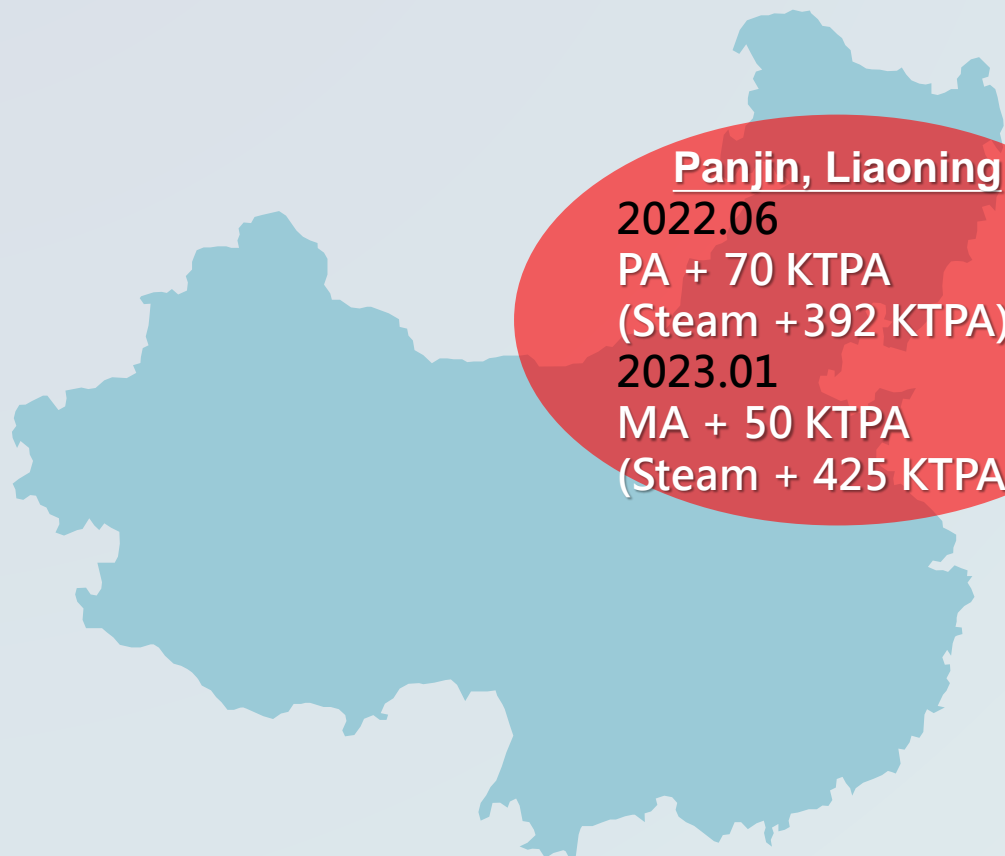 Panjin, Liaoning
2022.06
PA + 70 KTPA
(Steam +392 KTPA)
2023.01
MA + 50 KTPA
(Steam + 425 KTPA